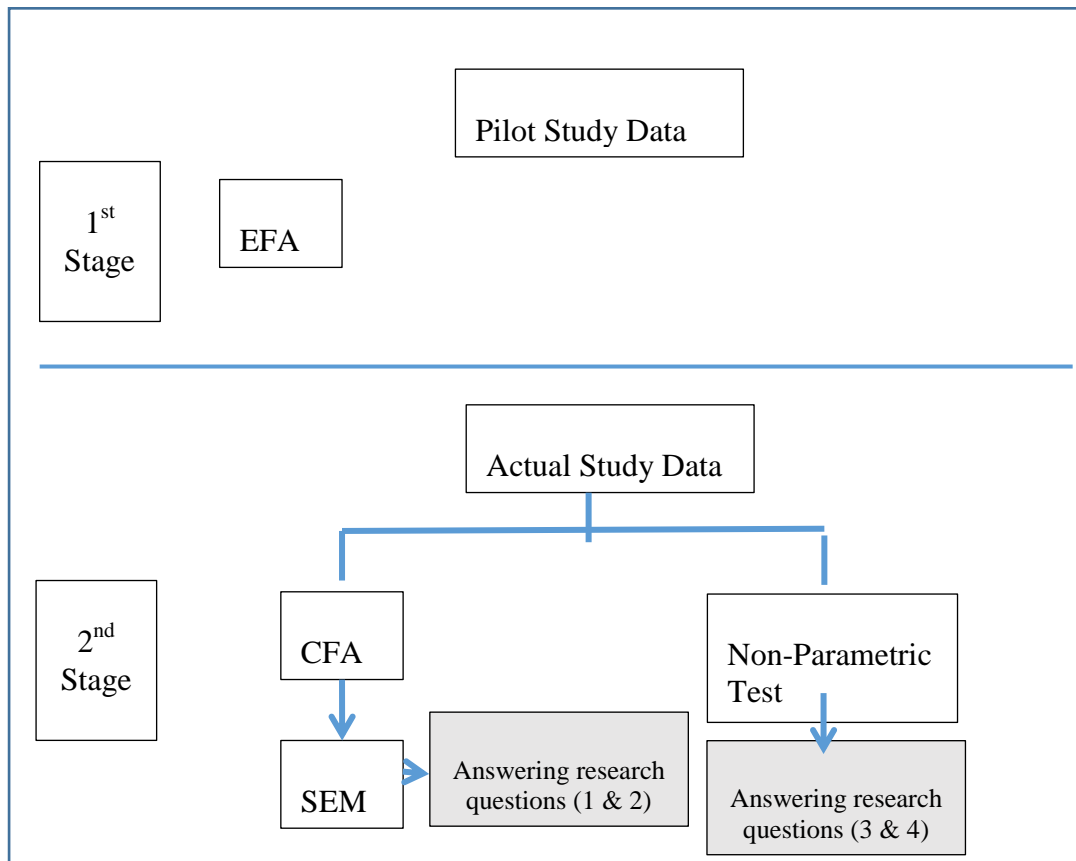 Pilot Study Data
1st
Stage
EFA
Actual Study Data
2nd
Stage
CFA
Non-Parametric
Test
SEM
Answering research
questions (1 & 2)
Answering research
questions (3 & 4)